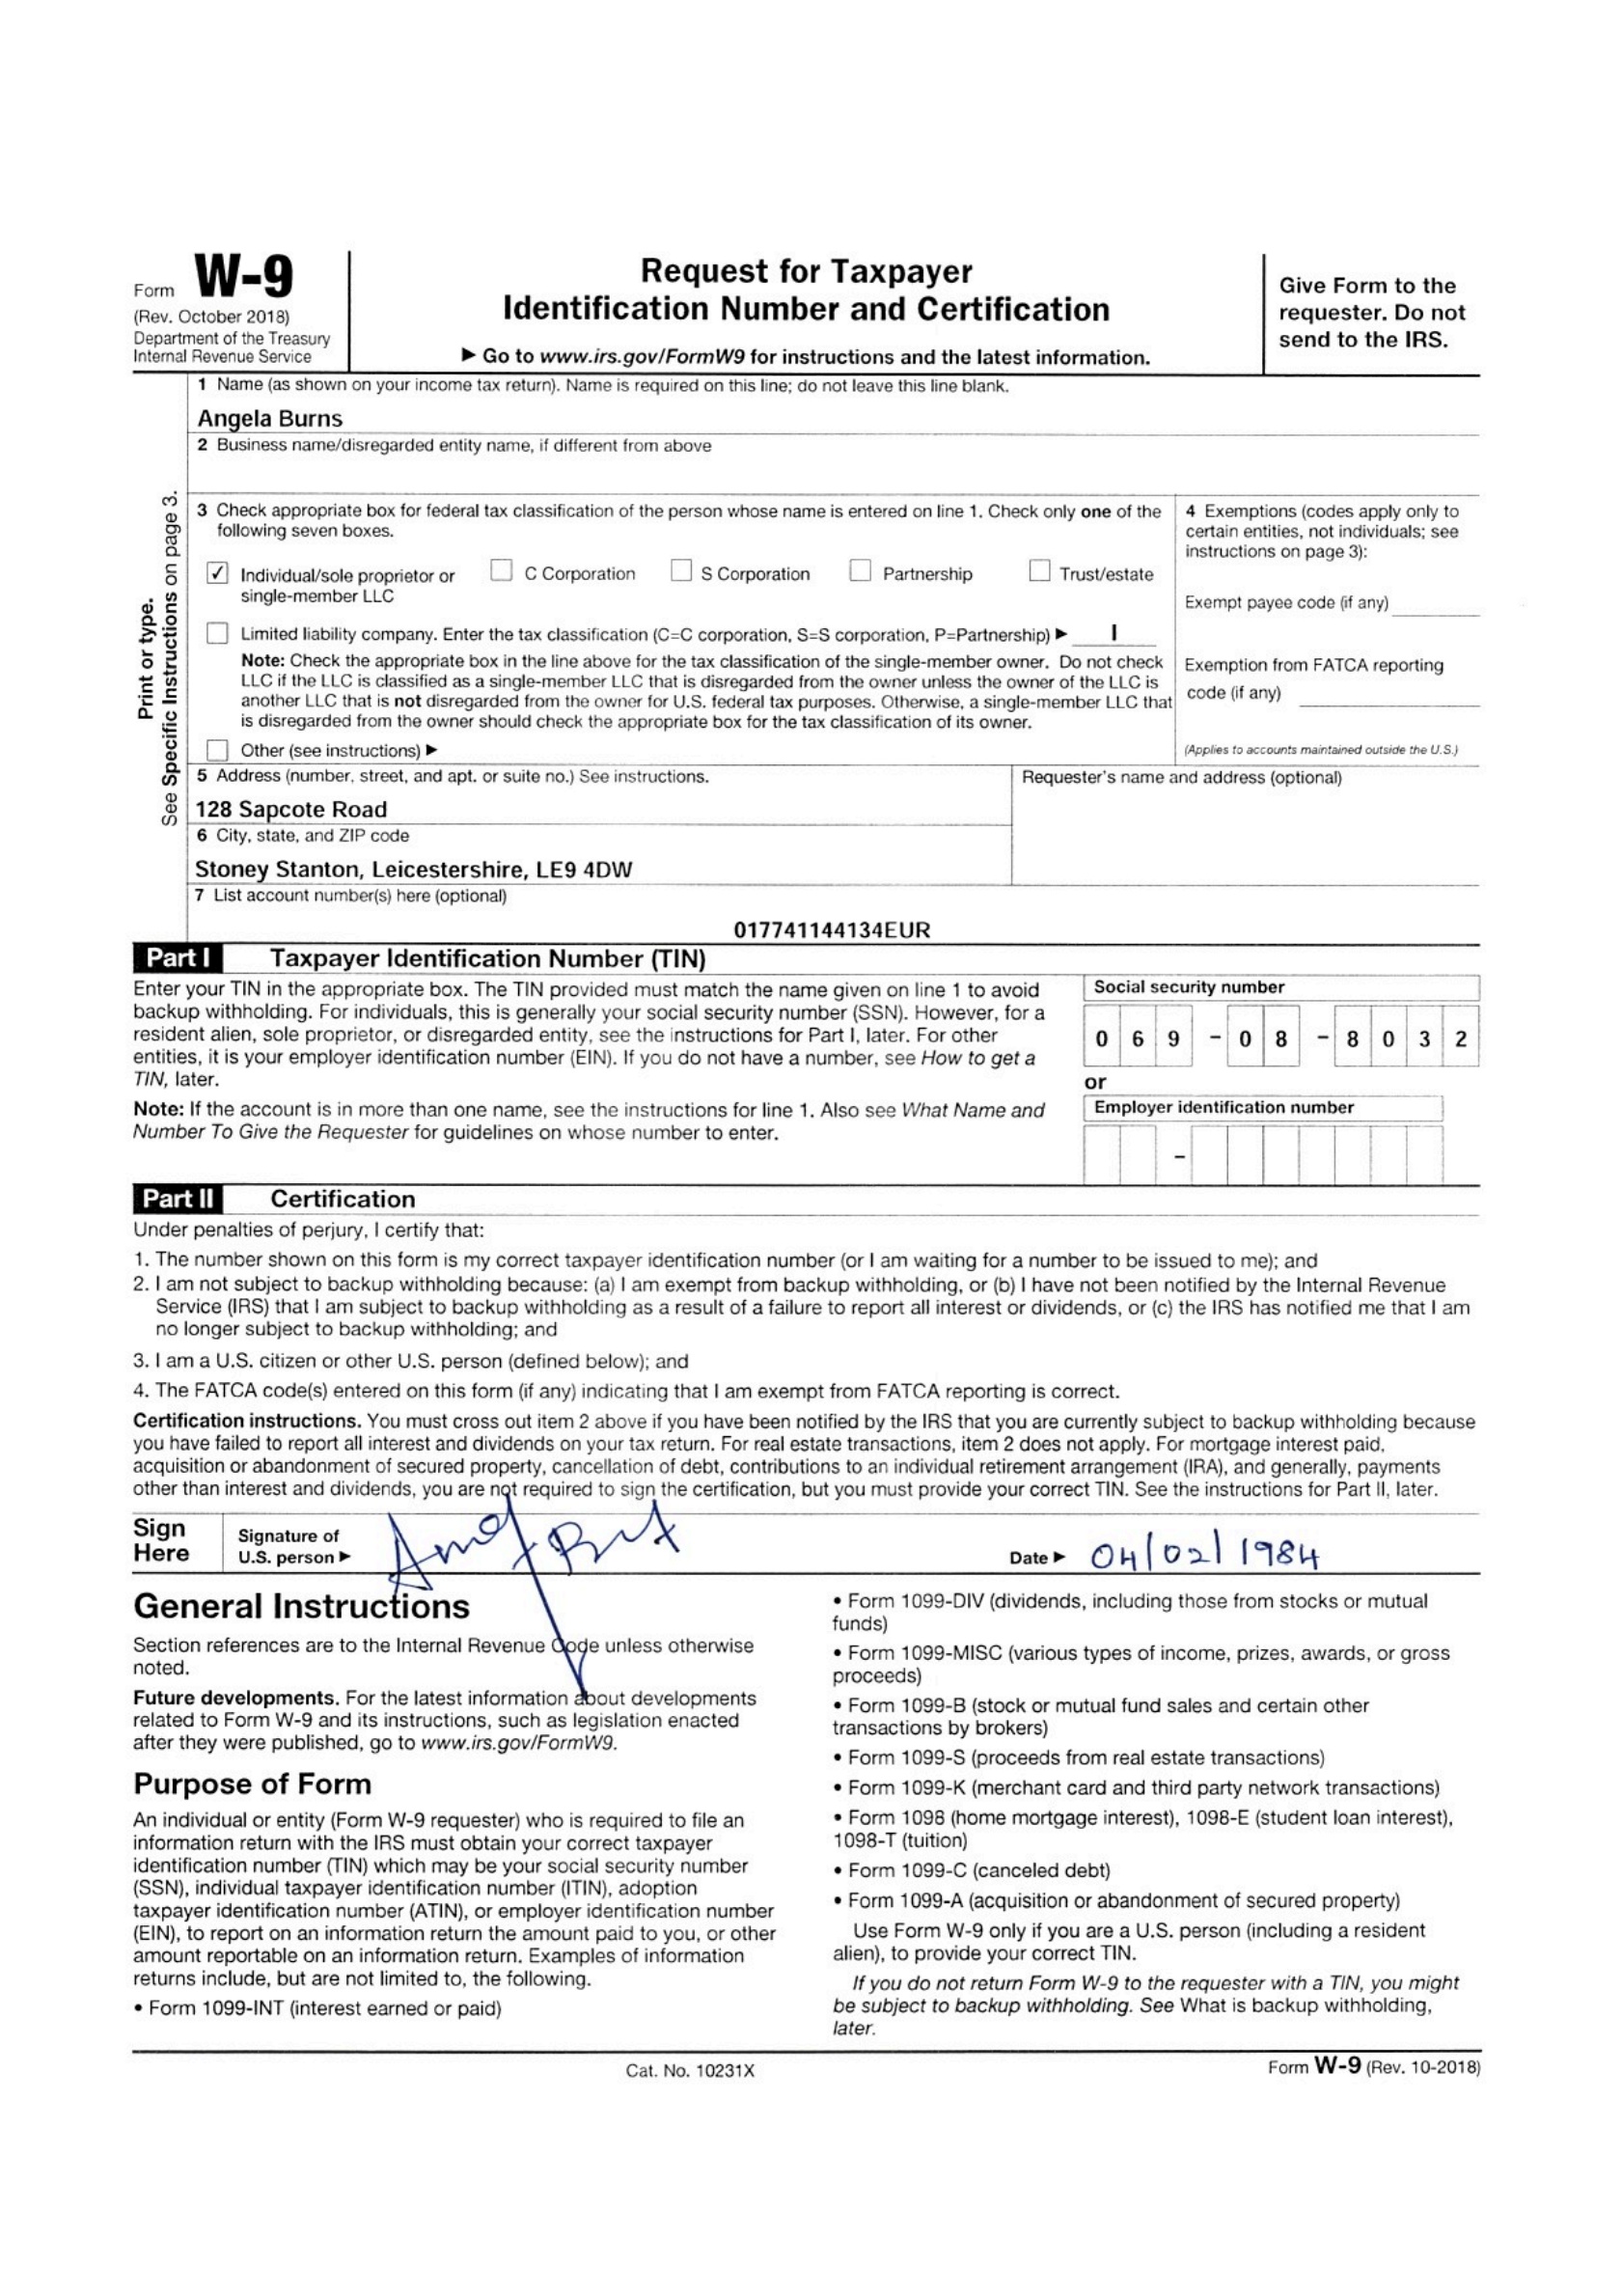 Form W-9
(Rev. October 2018)
Department of the Treasury
Internal Revenue Service
Request for Taxpayer
Identification Number and Certification
▶ Go to www.irs.gov/FormW9 for instructions and the latest information.
Give Form to the
requester. Do not
send to the IRS.
Print or type.
See Specific Instructions on page 3.
1 Name (as shown on your income tax return). Name is required on this line; do not leave this line blank.
Angela Burns
2 Business name/disregarded entity name, if different from above
3 Check appropriate box for federal tax classification of the person whose name is entered on line 1. Check only one of the
following seven boxes.
✓ Individual/sole proprietor or
single-member LLC
C Corporation
S Corporation
Partnership
Trust/estate
Limited liability company. Enter the tax classification (C=C corporation, S=S corporation, P=Partnership) ▶ I
Note: Check the appropriate box in the line above for the tax classification of the single-member owner. Do not check
LLC if the LLC is classified as a single-member LLC that is disregarded from the owner unless the owner of the LLC is
another LLC that is not disregarded from the owner for U.S. federal tax purposes. Otherwise, a single-member LLC that
is disregarded from the owner should check the appropriate box for the tax classification of its owner.
Other (see instructions) ▶
4 Exemptions (codes apply only to
certain entities, not individuals; see
instructions on page 3):
Exempt payee code (if any)
Exemption from FATCA reporting
code (if any)
(Applies to accounts maintained outside the U.S.)
5 Address (number, street, and apt. or suite no.) See instructions.
128 Sapcote Road
Requester's name and address (optional)
6 City, state, and ZIP code
Stoney Stanton, Leicestershire, LE9 4DW
7 List account number(s) here (optional)
017741144134EUR
Part I Taxpayer Identification Number (TIN)
Enter your TIN in the appropriate box. The TIN provided must match the name given on line 1 to avoid
backup withholding. For individuals, this is generally your social security number (SSN). However, for a
resident alien, sole proprietor, or disregarded entity, see the instructions for Part I, later. For other
entities, it is your employer identification number (EIN). If you do not have a number, see How to get a
TIN, later.
Note: If the account is in more than one name, see the instructions for line 1. Also see What Name and
Number To Give the Requester for guidelines on whose number to enter.
Social security number
0 6 9 - 0 8 - 8 0 3 2
or
Employer identification number
-
Part II Certification
Under penalties of perjury, I certify that:
1. The number shown on this form is my correct taxpayer identification number (or I am waiting for a number to be issued to me); and
2. I am not subject to backup withholding because: (a) I am exempt from backup withholding, or (b) I have not been notified by the Internal Revenue
Service (IRS) that I am subject to backup withholding as a result of a failure to report all interest or dividends, or (c) the IRS has notified me that I am
no longer subject to backup withholding; and
3. I am a U.S. citizen or other U.S. person (defined below); and
4. The FATCA code(s) entered on this form (if any) indicating that I am exempt from FATCA reporting is correct.
Certification instructions. You must cross out item 2 above if you have been notified by the IRS that you are currently subject to backup withholding because
you have failed to report all interest and dividends on your tax return. For real estate transactions, item 2 does not apply. For mortgage interest paid,
acquisition or abandonment of secured property, cancellation of debt, contributions to an individual retirement arrangement (IRA), and generally, payments
other than interest and dividends, you are not required to sign the certification, but you must provide your correct TIN. See the instructions for Part II, later.
Sign
Here
Signature of
U.S. person ▶
Date ▶ 04/02/1984
General Instructions
Section references are to the Internal Revenue Code unless otherwise
noted.
Future developments. For the latest information about developments
related to Form W-9 and its instructions, such as legislation enacted
after they were published, go to www.irs.gov/FormW9.
Purpose of Form
An individual or entity (Form W-9 requester) who is required to file an
information return with the IRS must obtain your correct taxpayer
identification number (TIN) which may be your social security number
(SSN), individual taxpayer identification number (ITIN), adoption
taxpayer identification number (ATIN), or employer identification number
(EIN), to report on an information return the amount paid to you, or other
amount reportable on an information return. Examples of information
returns include, but are not limited to, the following.
• Form 1099-INT (interest earned or paid)
• Form 1099-DIV (dividends, including those from stocks or mutual
funds)
• Form 1099-MISC (various types of income, prizes, awards, or gross
proceeds)
• Form 1099-B (stock or mutual fund sales and certain other
transactions by brokers)
• Form 1099-S (proceeds from real estate transactions)
• Form 1099-K (merchant card and third party network transactions)
• Form 1098 (home mortgage interest), 1098-E (student loan interest),
1098-T (tuition)
• Form 1099-C (canceled debt)
• Form 1099-A (acquisition or abandonment of secured property)
Use Form W-9 only if you are a U.S. person (including a resident
alien), to provide your correct TIN.
If you do not return Form W-9 to the requester with a TIN, you might
be subject to backup withholding. See What is backup withholding,
later.
Cat. No. 10231X
Form W-9 (Rev. 10-2018)